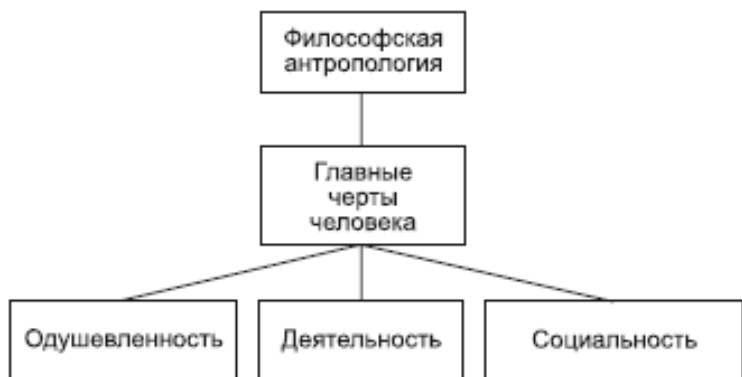 Философская
антропология
Главные
черты
человека
Одушевленность
Деятельность
Социальность